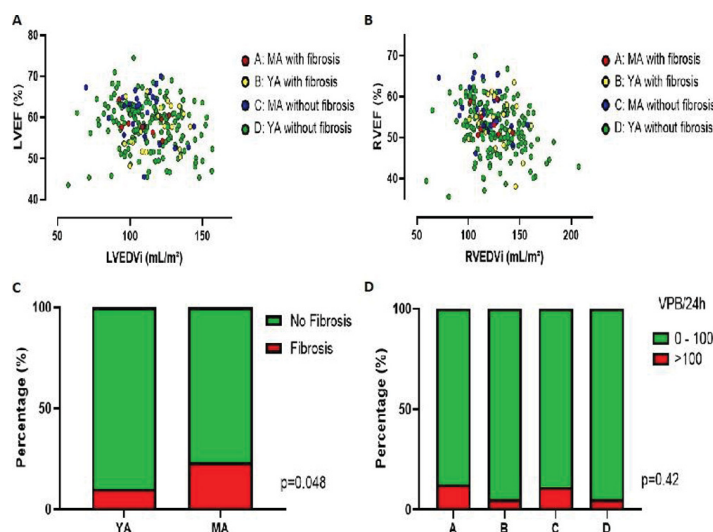 A
LVEF (%)
80
70
60
50
40
50
100
150
LVEDVi (mL/m²)
A: MA with fibrosis
B: YA with fibrosis
C: MA without fibrosis
D: YA without fibrosis
B
RVEF (%)
70
60
50
40
50
100
150
200
RVEDVi (mL/m²)
A: MA with fibrosis
B: YA with fibrosis
C: MA without fibrosis
D: YA without fibrosis
C
Percentage (%)
100
50
0
YA
MA
No Fibrosis
Fibrosis
p=0.048
D
Percentage (%)
100
50
0
A
B
C
D
VPB/24h
0 - 100
>100
p=0.42